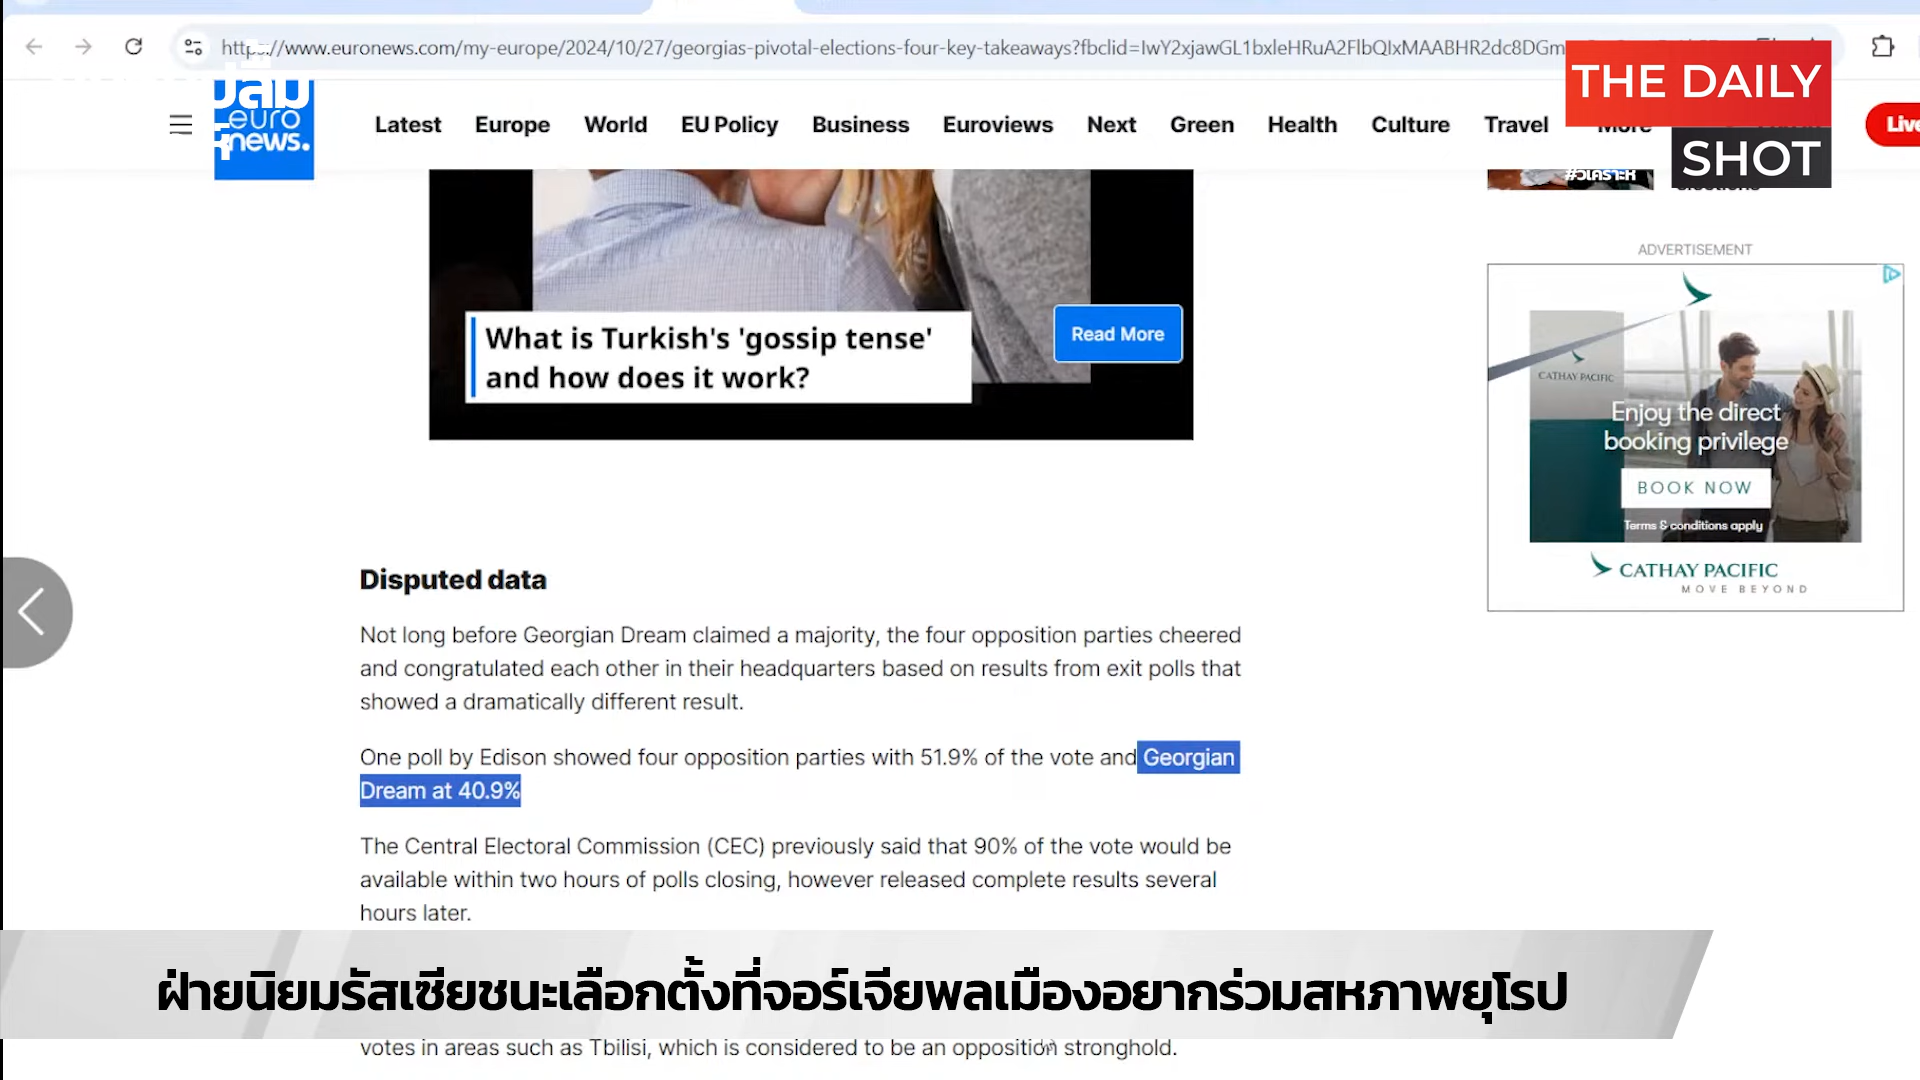 https://www.euronews.com/my-europe/2024/10/27/georgias-pivotal-elections-four-key-takeaways?fbclid=IwY2xjawGL1bxleHRuA2FlbQIxMAABHR2dc8DGm
THE DAILY
SHOT
euro
news.
Latest Europe World EU Policy Business Euroviews Next Green Health Culture Travel More
Live
#วิเคราะห์
elections
What is Turkish's 'gossip tense'
and how does it work?
Read More
ADVERTISEMENT
CATHAY PACIFIC
Enjoy the direct
booking privilege
BOOK NOW
Terms & conditions apply
CATHAY PACIFIC
MOVE BEYOND
Disputed data
Not long before Georgian Dream claimed a majority, the four opposition parties cheered
and congratulated each other in their headquarters based on results from exit polls that
showed a dramatically different result.
One poll by Edison showed four opposition parties with 51.9% of the vote and Georgian
Dream at 40.9%
The Central Electoral Commission (CEC) previously said that 90% of the vote would be
available within two hours of polls closing, however released complete results several
hours later.
ฝ่ายนิยมรัสเซียชนะเลือกตั้งที่จอร์เจียพลเมืองอยากร่วมสหภาพยุโรป
votes in areas such as Tbilisi, which is considered to be an opposition stronghold.